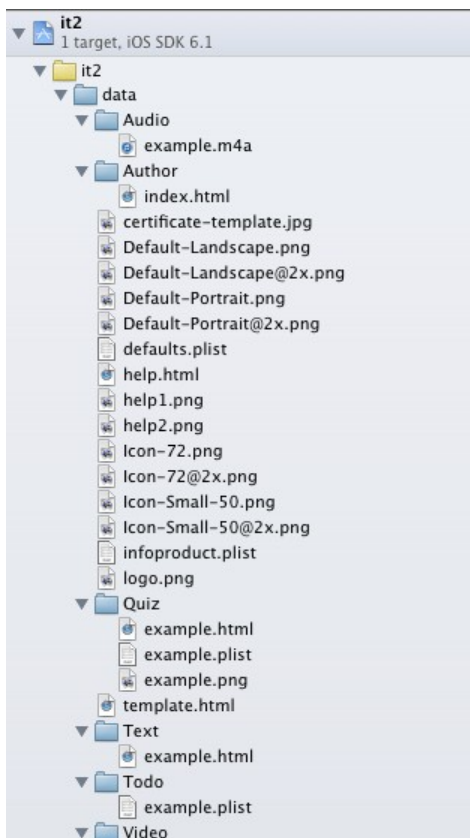 it2
1 target, iOS SDK 6.1
it2
data
Audio
example.m4a
Author
index.html
certificate-template.jpg
Default-Landscape.png
Default-Landscape@2x.png
Default-Portrait.png
Default-Portrait@2x.png
defaults.plist
help.html
help1.png
help2.png
Icon-72.png
Icon-72@2x.png
Icon-Small-50.png
Icon-Small-50@2x.png
infoproduct.plist
logo.png
Quiz
example.html
example.plist
example.png
template.html
Text
example.html
Todo
example.plist
Video